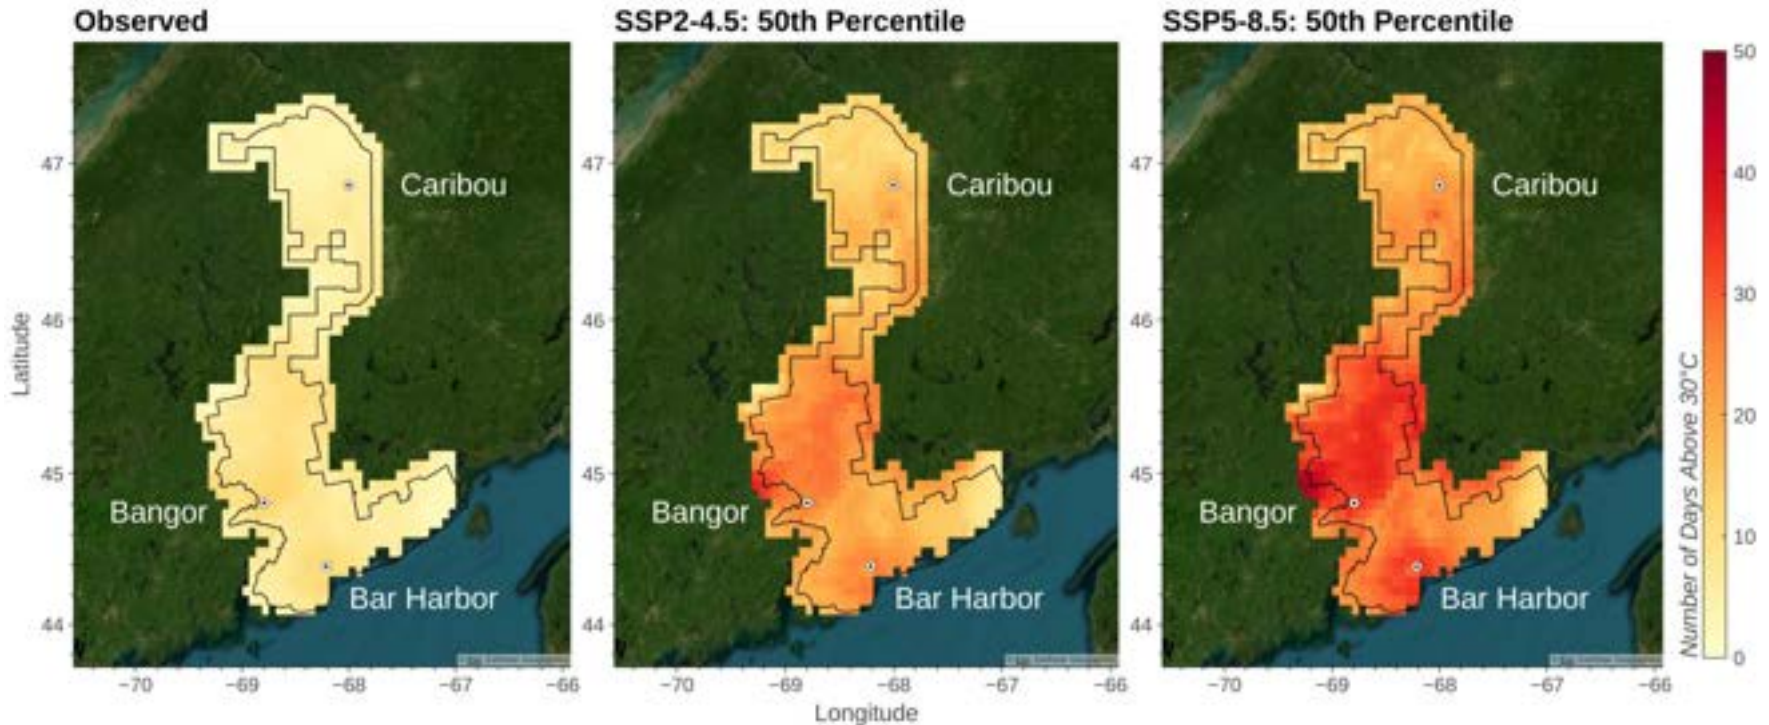 Observed
SSP2-4.5: 50th Percentile
SSP5-8.5: 50th Percentile
Caribou
Bangor
Bar Harbor
Caribou
Bangor
Bar Harbor
Caribou
Bangor
Bar Harbor
Latitude
47
46
45
44
47
46
45
44
47
46
45
44
−70
−69
−68
−67
−66
−70
−69
−68
−67
−66
−70
−69
−68
−67
−66
Longitude
50
40
30
20
10
0
Number of Days Above 30°C